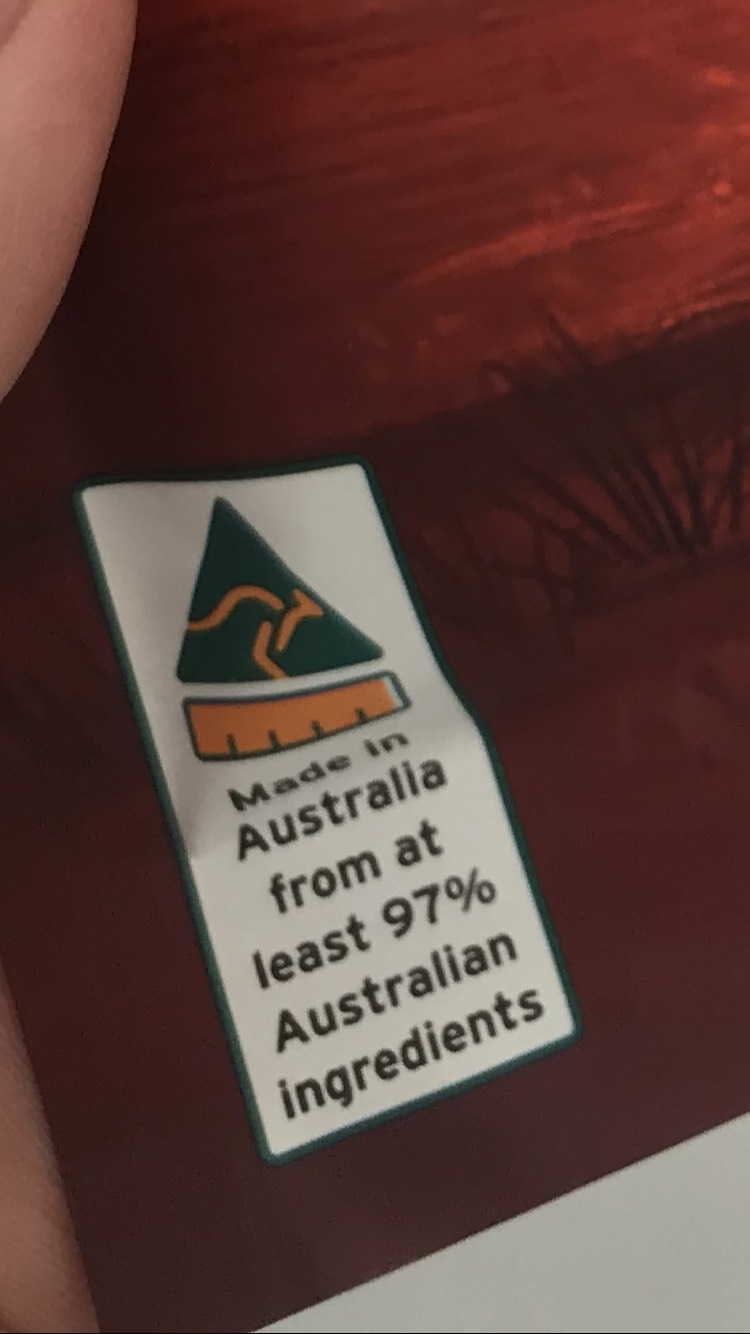 Made in
Australia
from at
least 97%
Australian
ingredients